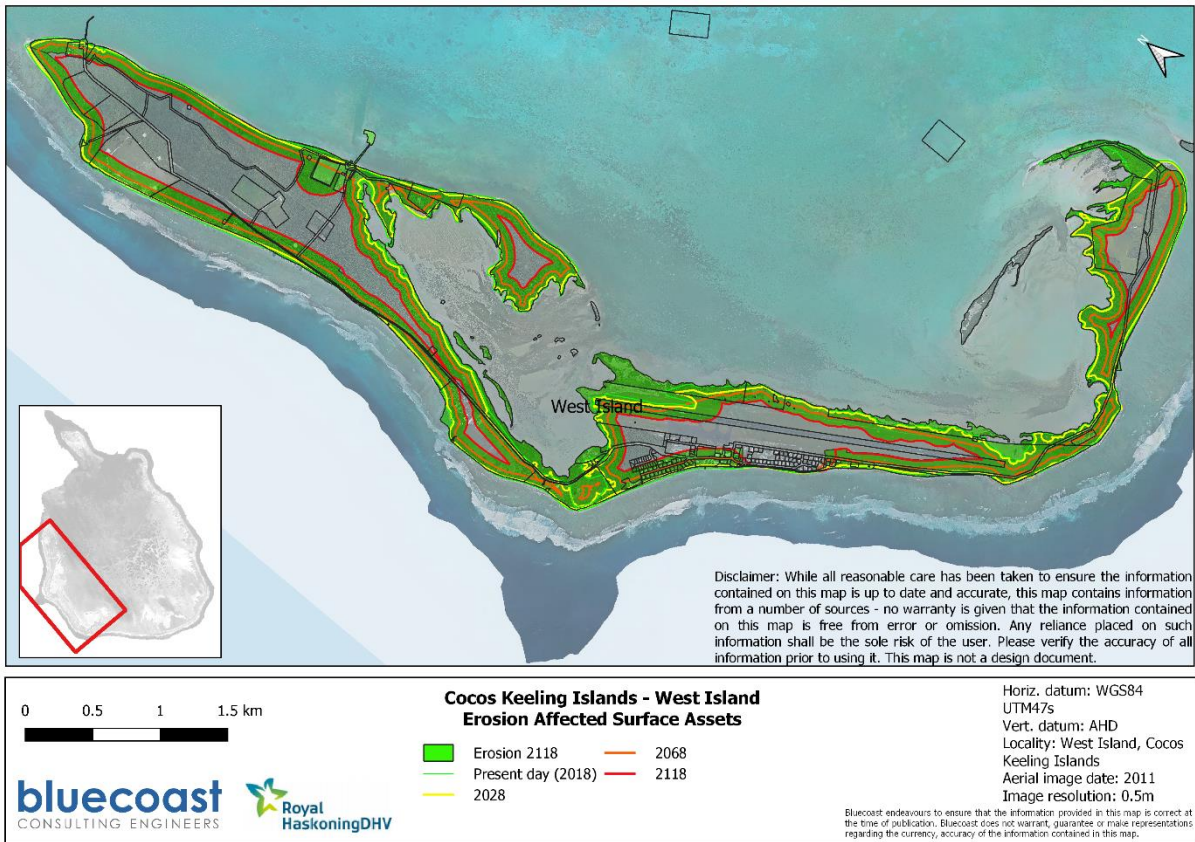 N
West Island
Disclaimer: While all reasonable care has been taken to ensure the information
contained on this map is up to date and accurate, this map contains information
from a number of sources - no warranty is given that the information contained
on this map is free from error or omission. Any reliance placed on such
information shall be the sole risk of the user. Please verify the accuracy of all
information prior to using it. This map is not a design document.
0 0.5 1 1.5 km
Cocos Keeling Islands - West Island
Erosion Affected Surface Assets
Erosion 2118
Present day (2018)
2028
2068
2118
bluecoast
CONSULTING ENGINEERS
Royal
HaskoningDHV
Horiz. datum: WGS84
UTM47s
Vert. datum: AHD
Locality: West Island, Cocos
Keeling Islands
Aerial image date: 2011
Image resolution: 0.5m
Bluecoast endeavours to ensure that the information provided in this map is correct at
the time of publication. Bluecoast does not warrant, guarantee or make representations
regarding the currency, accuracy of the information contained in this map.